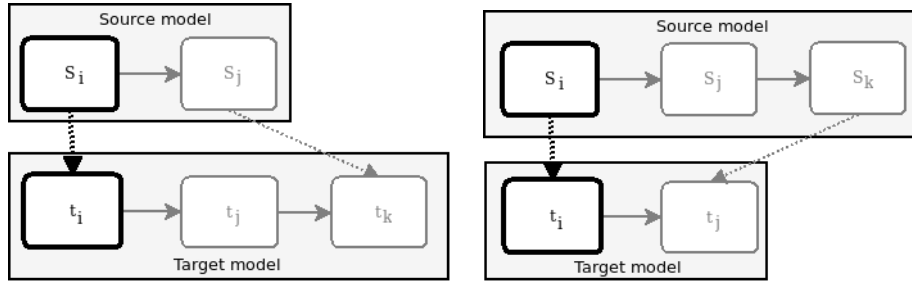 Source model
S_i S_j
t_i t_j t_k
Target model
Source model
S_i S_j S_k
t_i t_j
Target model